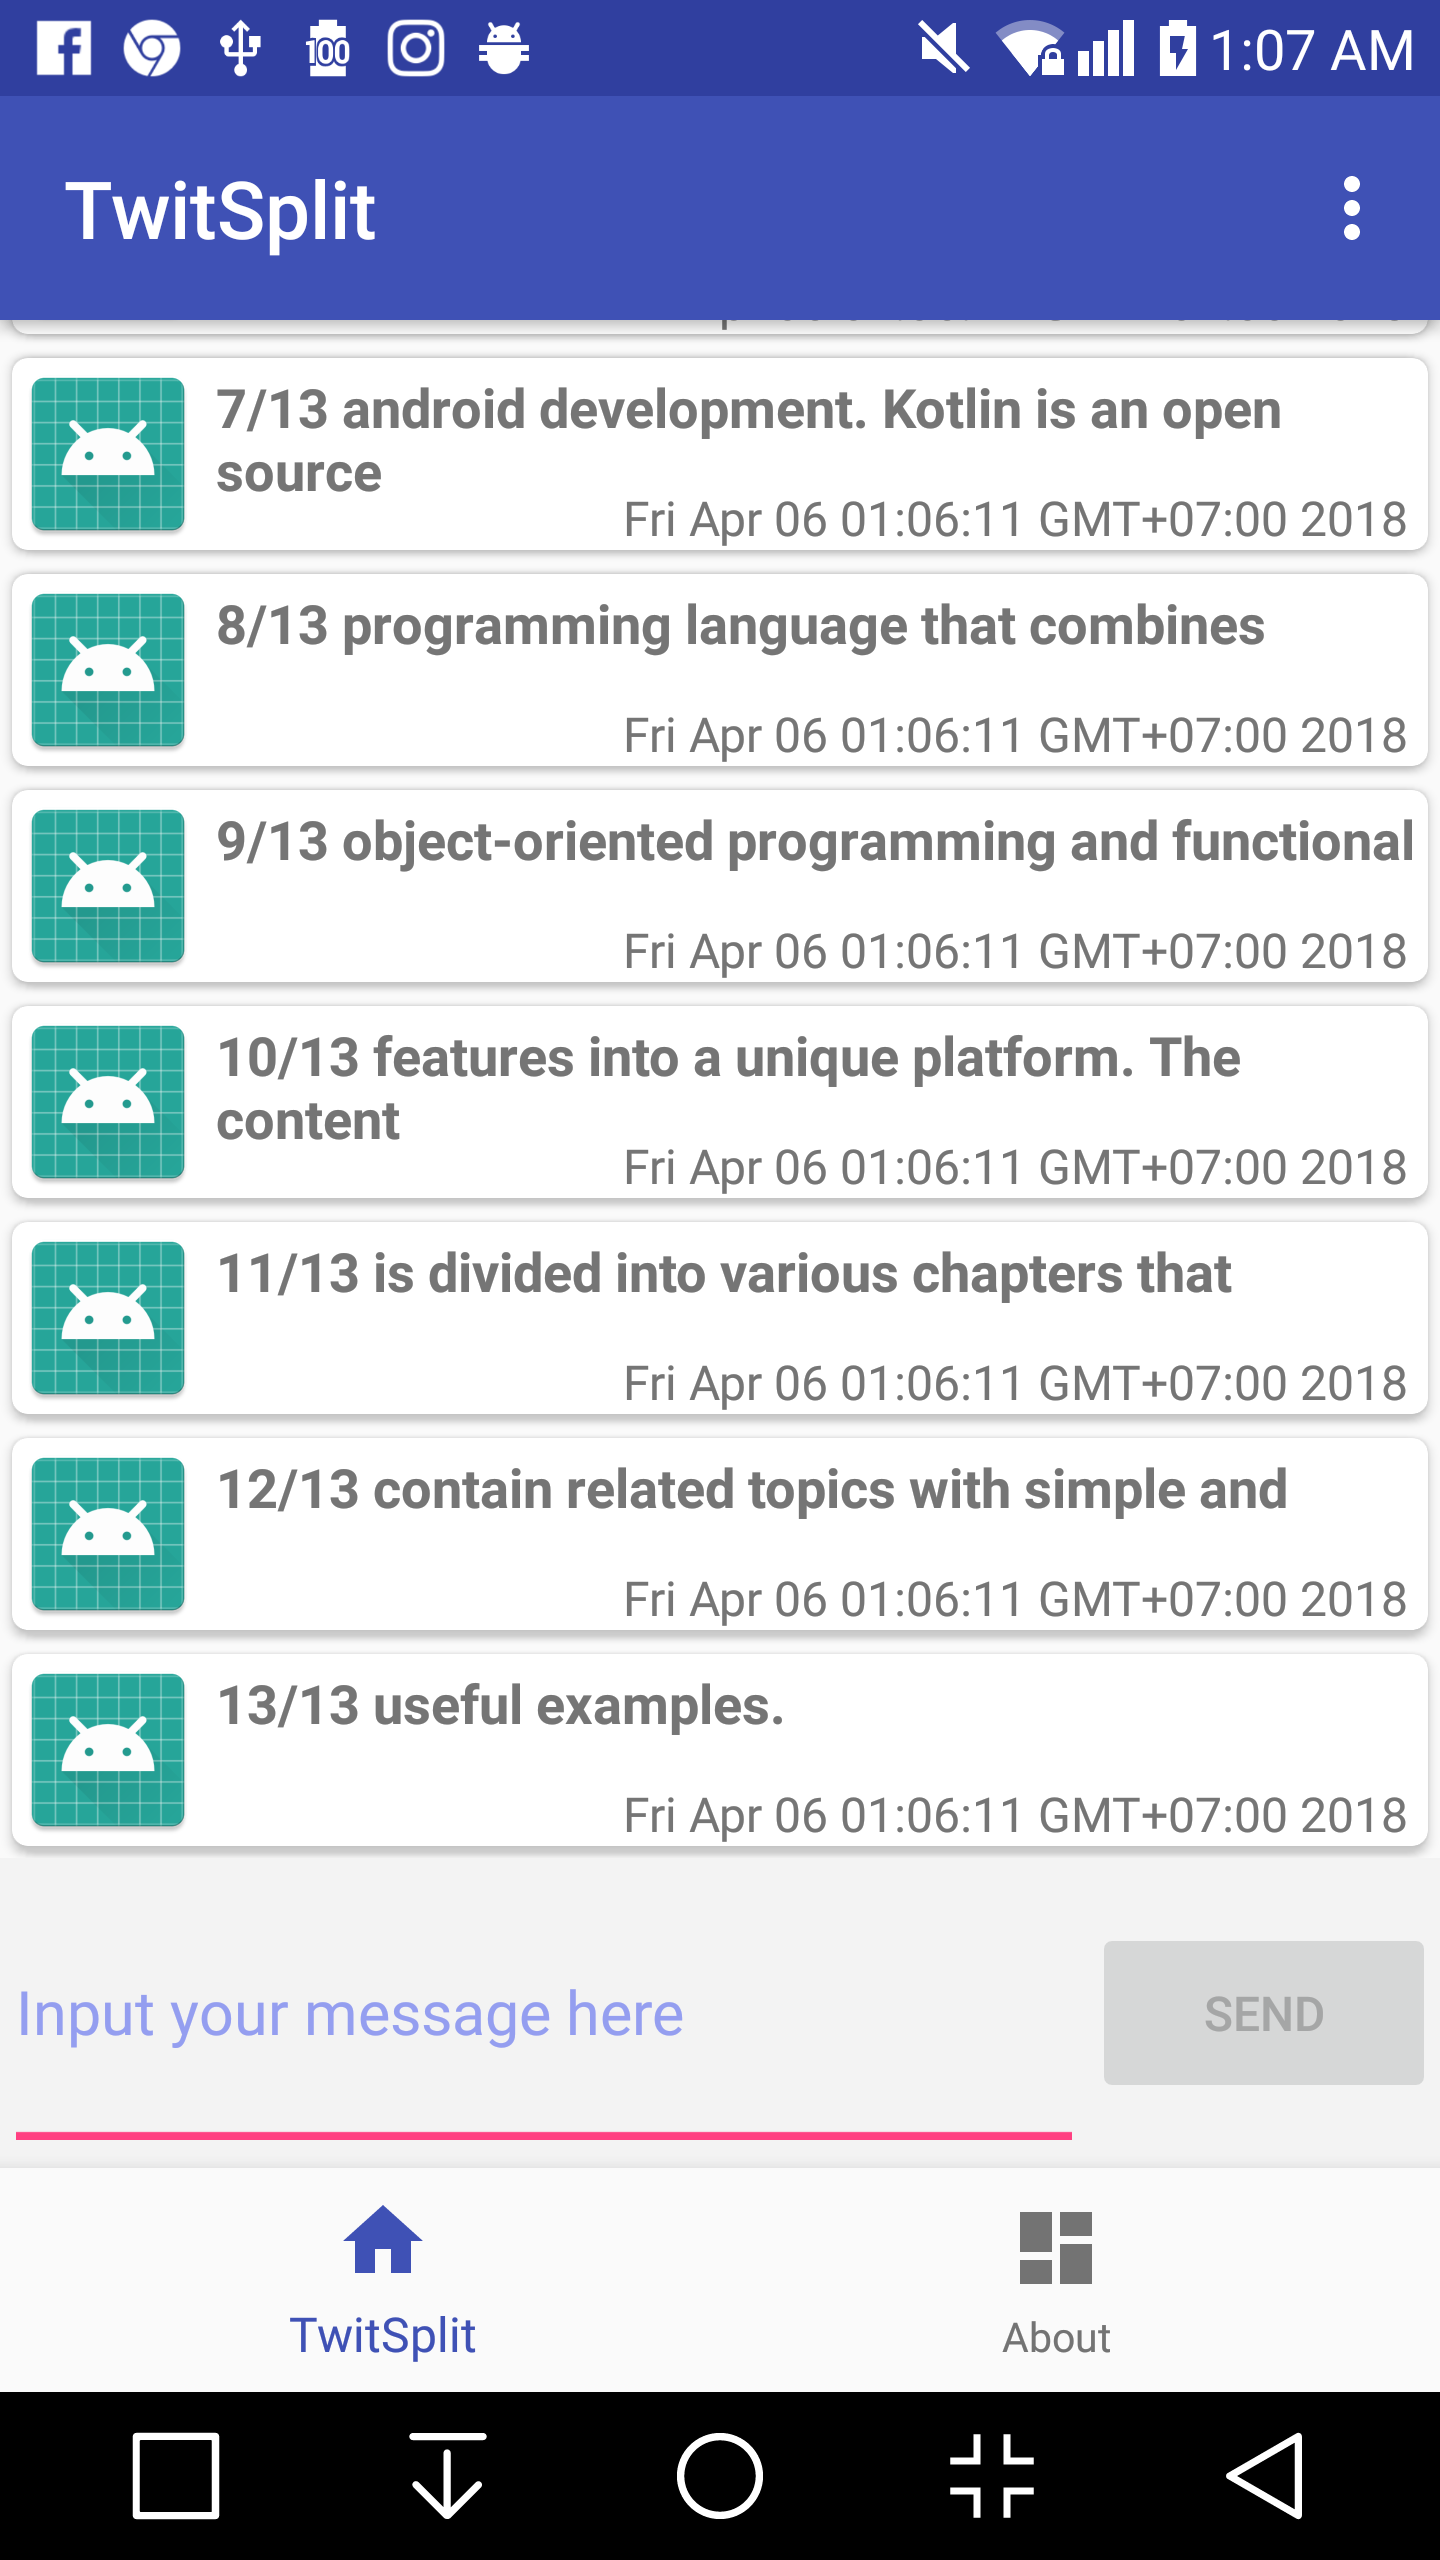 100
1:07 AM
TwitSplit
7/13 android development. Kotlin is an open
source
Fri Apr 06 01:06:11 GMT+07:00 2018
8/13 programming language that combines
Fri Apr 06 01:06:11 GMT+07:00 2018
9/13 object-oriented programming and functional
Fri Apr 06 01:06:11 GMT+07:00 2018
10/13 features into a unique platform. The
content
Fri Apr 06 01:06:11 GMT+07:00 2018
11/13 is divided into various chapters that
Fri Apr 06 01:06:11 GMT+07:00 2018
12/13 contain related topics with simple and
Fri Apr 06 01:06:11 GMT+07:00 2018
13/13 useful examples.
Fri Apr 06 01:06:11 GMT+07:00 2018
Input your message here
SEND
TwitSplit
About